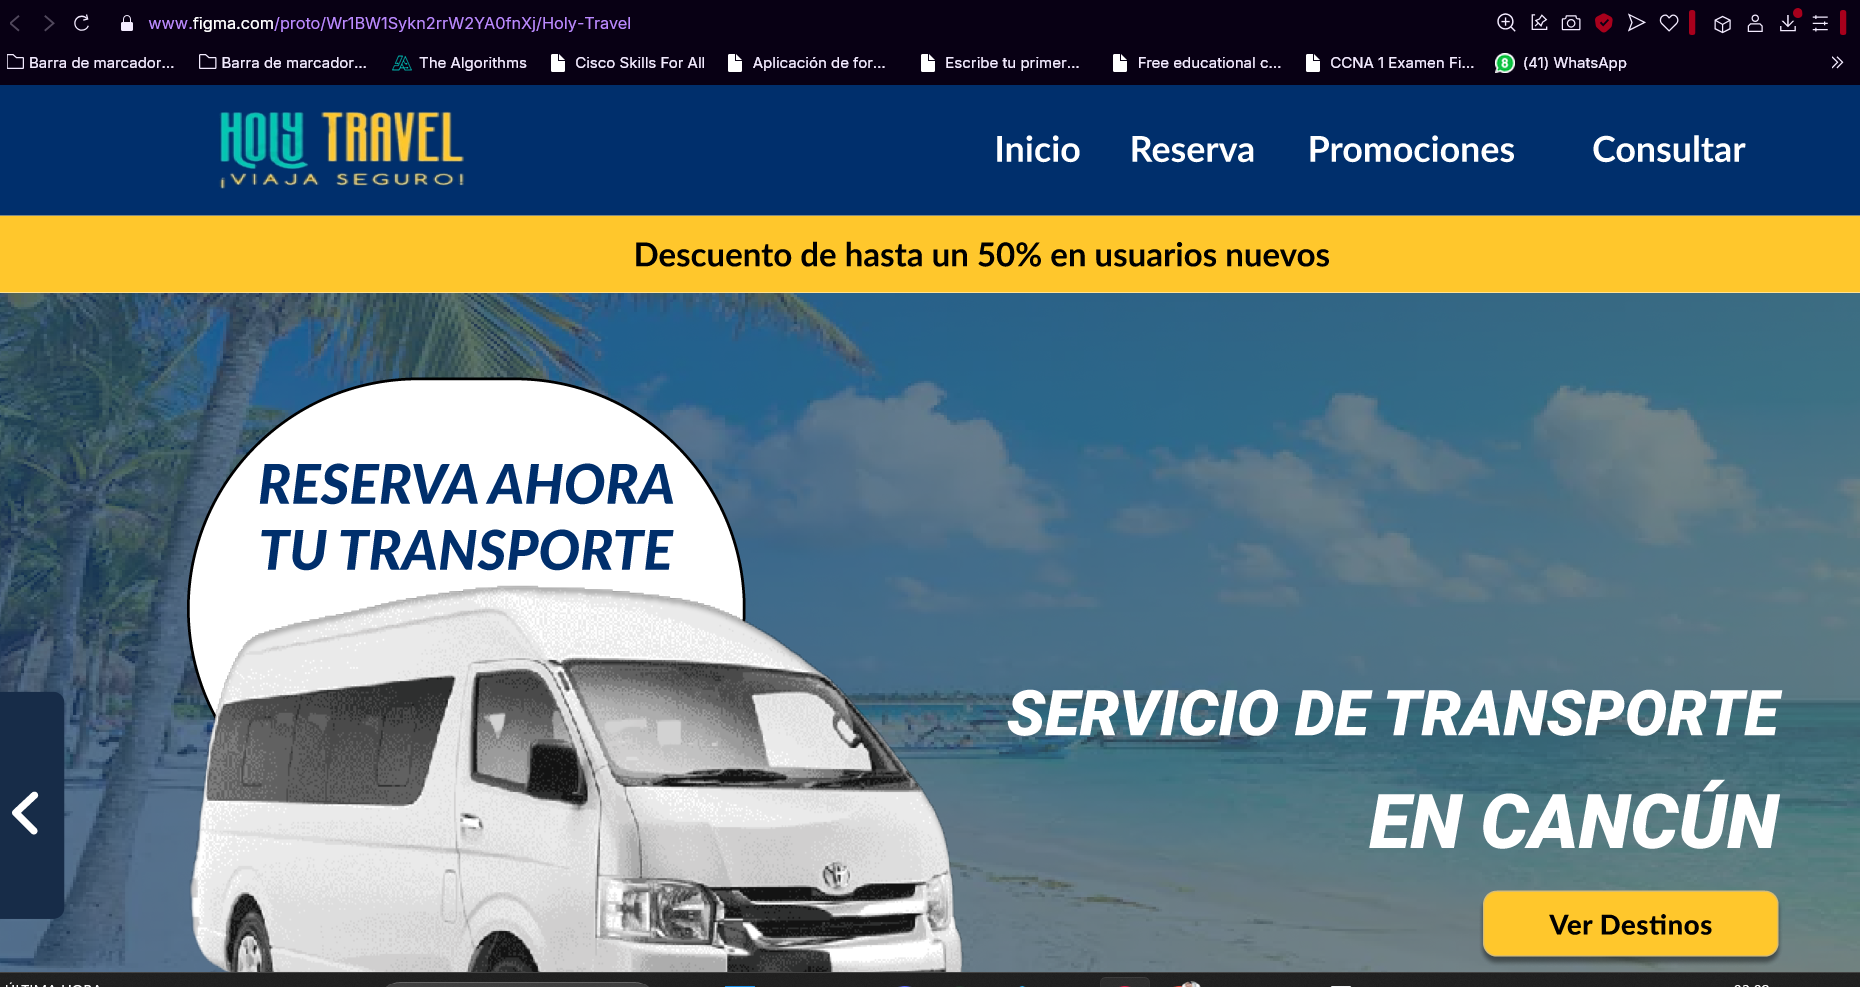 www.figma.com/proto/Wr1BW1Sykn2rrW2YA0fnXj/Holy-Travel
Barra de marcador... Barra de marcador... The Algorithms Cisco Skills For All Aplicación de for... Escribe tu primer... Free educational c... CCNA 1 Examen Fi... 8 (41) WhatsApp
HOLY TRAVEL
¡VIAJA SEGURO!
Inicio Reserva Promociones Consultar
Descuento de hasta un 50% en usuarios nuevos
RESERVA AHORA
TU TRANSPORTE
SERVICIO DE TRANSPORTE
EN CANCÚN
Ver Destinos
ÚLTIMA HORA